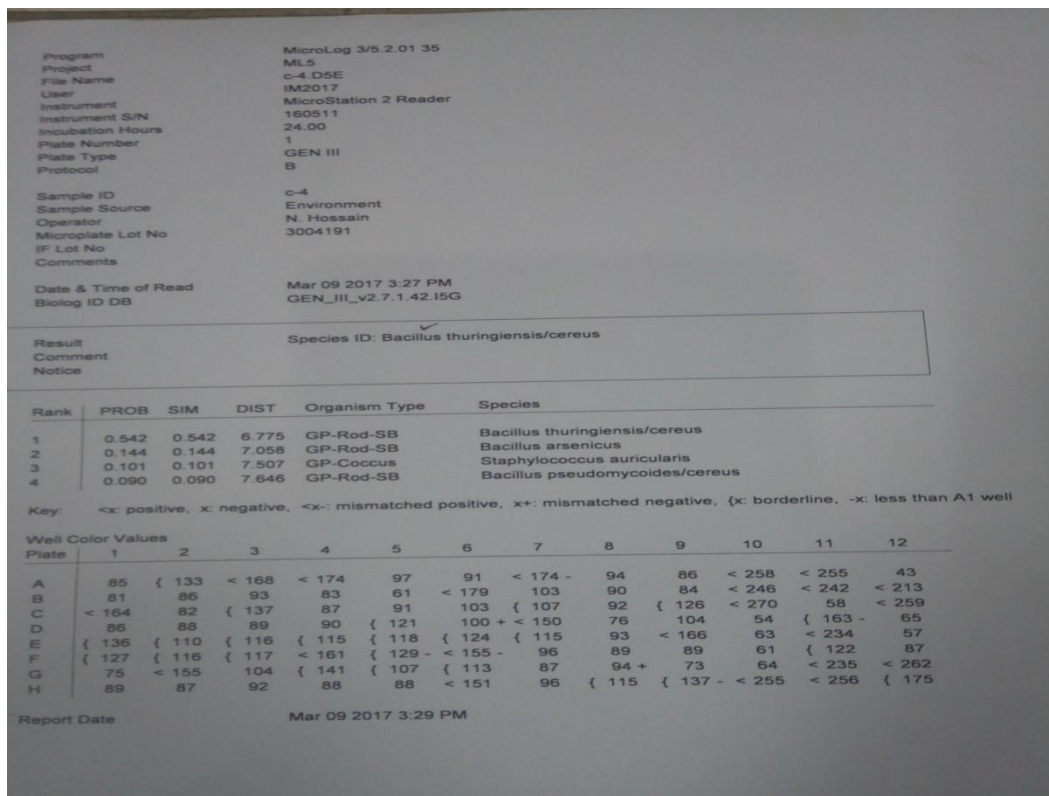 Program MicroLog 3/5.2.01 35
Project ML5
File Name c-4.D5E
User IM2017
Instrument MicroStation 2 Reader
Instrument S/N 160511
Incubation Hours 24.00
Plate Number 1
Plate Type GEN III
Protocol B
Sample ID c-4
Sample Source Environment
Operator N. Hossain
Microplate Lot No 3004191
IF Lot No
Comments
Date & Time of Read Mar 09 2017 3:27 PM
Biolog ID DB GEN_III_v2.7.1.42.I5G
Result Species ID: Bacillus thuringiensis/cereus
Comment
Notice
Rank PROB SIM DIST Organism Type Species
1 0.542 0.542 6.775 GP-Rod-SB Bacillus thuringiensis/cereus
2 0.144 0.144 7.058 GP-Rod-SB Bacillus arsenicus
3 0.101 0.101 7.507 GP-Coccus Staphylococcus auricularis
4 0.090 0.090 7.646 GP-Rod-SB Bacillus pseudomycoides/cereus
Key: <x: positive, x: negative, <x-: mismatched positive, x+: mismatched negative, {x: borderline, -x: less than A1 well
Well Color Values
Plate 1 2 3 4 5 6 7 8 9 10 11 12
A 85 { 133 < 168 < 174 97 91 < 174 - 94 86 < 258 < 255 43
B 81 86 93 83 61 < 179 103 90 84 < 246 < 242 < 213
C < 164 82 { 137 87 91 103 { 107 92 { 126 < 270 58 < 259
D 86 88 89 90 { 121 100 + < 150 76 104 54 { 163 - 65
E { 136 { 110 { 116 { 115 { 118 { 124 { 115 93 < 166 63 < 234 57
F { 127 { 116 { 117 < 161 { 129 - < 155 - 96 89 89 61 { 122 87
G 75 < 155 104 { 141 { 107 { 113 87 94 + 73 64 < 235 < 262
H 89 87 92 88 88 < 151 96 { 115 { 137 - < 255 < 256 { 175
Report Date Mar 09 2017 3:29 PM